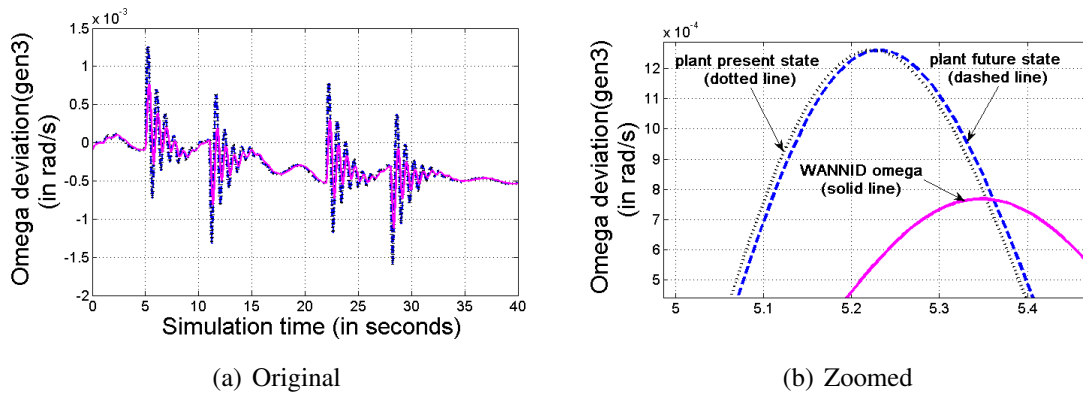 x 10⁻³
1.5
1
0.5
0
-0.5
-1
-1.5
-2
0 5 10 15 20 25 30 35 40
Omega deviation(gen3)
(in rad/s)
Simulation time (in seconds)
(a) Original
x 10⁻⁴
12
11
10
9
8
7
6
5
5 5.1 5.2 5.3 5.4
Omega deviation(gen3)
(in rad/s)
plant present state
(dotted line)
plant future state
(dashed line)
WANNID omega
(solid line)
(b) Zoomed